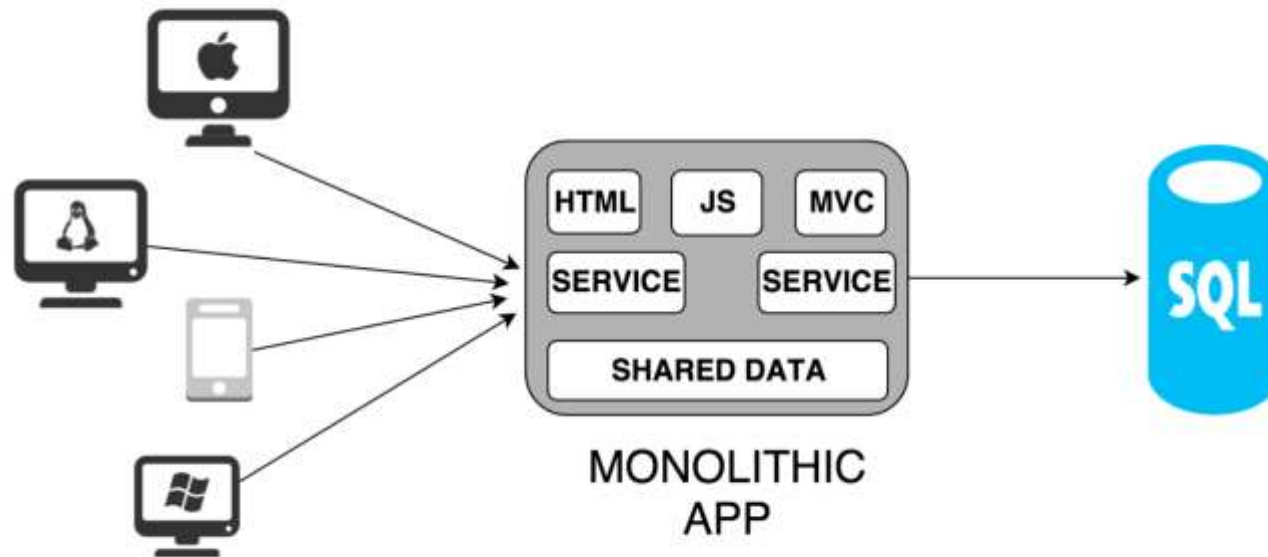 HTML
JS
MVC
SERVICE
SERVICE
SHARED DATA
SQL
MONOLITHIC
APP